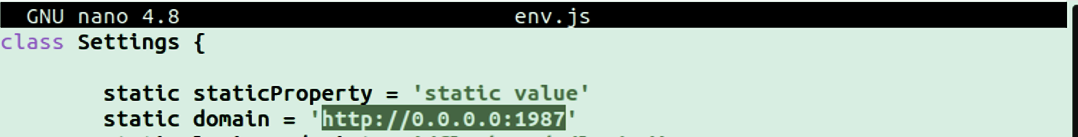 GNU nano 4.8 env.js
class Settings {
static staticProperty = 'static value'
static domain = 'http://0.0.0.0:1987'